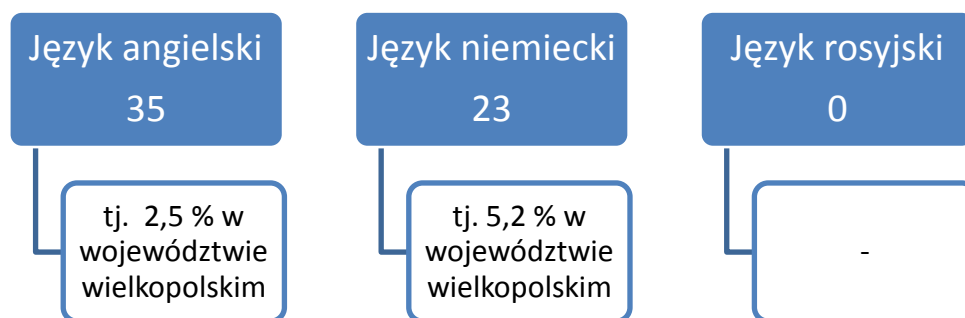 Język angielski
35
tj. 2,5 % w
województwie
wielkopolskim
Język niemiecki
23
tj. 5,2 % w
województwie
wielkopolskim
Język rosyjski
0
-